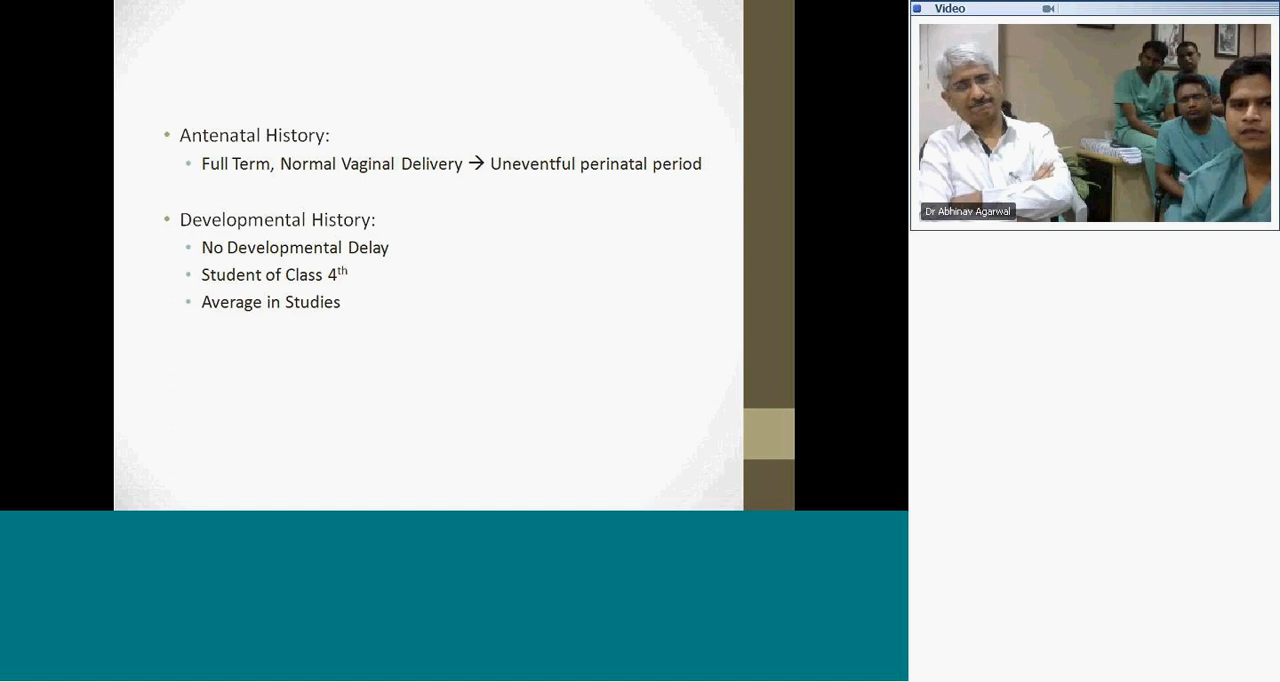 Antenatal History:
Full Term, Normal Vaginal Delivery → Uneventful perinatal period
Developmental History:
No Developmental Delay
Student of Class 4th
Average in Studies
Video
Dr Abhinav Agarwal